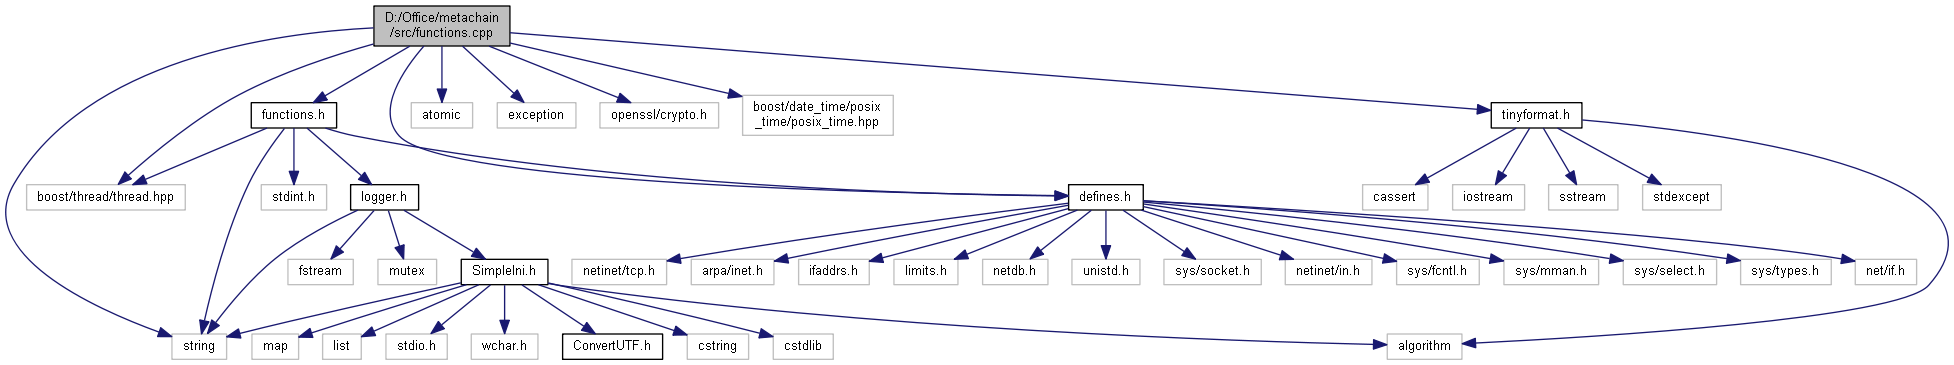 D:/Office/metachain
/src/functions.cpp
functions.h
atomic
exception
openssl/crypto.h
boost/date_time/posix
_time/posix_time.hpp
tinyformat.h
boost/thread/thread.hpp
stdint.h
logger.h
defines.h
cassert
iostream
sstream
stdexcept
fstream
mutex
SimpleIni.h
netinet/tcp.h
arpa/inet.h
ifaddrs.h
limits.h
netdb.h
unistd.h
sys/socket.h
netinet/in.h
sys/fcntl.h
sys/mman.h
sys/select.h
sys/types.h
net/if.h
string
map
list
stdio.h
wchar.h
ConvertUTF.h
cstring
cstdlib
algorithm